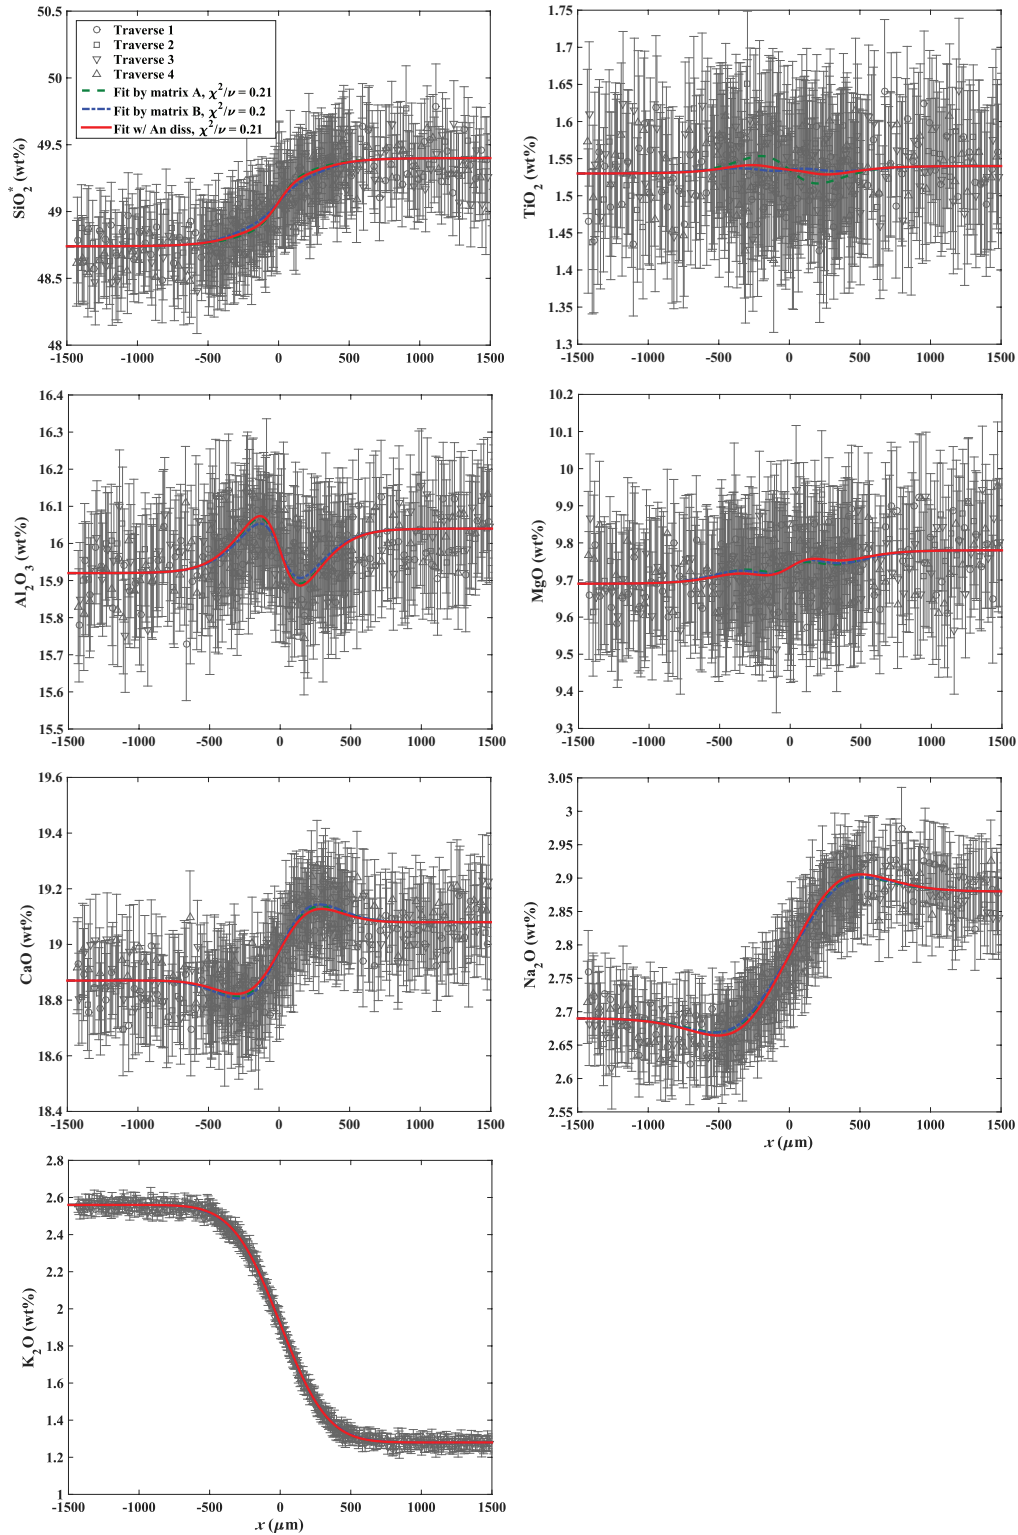 50.5
50
49.5
49
48.5
48
SiO2* (wt%)
Traverse 1
Traverse 2
Traverse 3
Traverse 4
Fit by matrix A, χ²/ν = 0.21
Fit by matrix B, χ²/ν = 0.2
Fit w/ An diss, χ²/ν = 0.21
-1500 -1000 -500 0 500 1000 1500
1.75
1.7
1.65
1.6
1.55
1.5
1.45
1.4
1.35
1.3
TiO2 (wt%)
-1500 -1000 -500 0 500 1000 1500
16.4
16.3
16.2
16.1
16
15.9
15.8
15.7
15.6
15.5
Al2O3 (wt%)
-1500 -1000 -500 0 500 1000 1500
10.2
10.1
10
9.9
9.8
9.7
9.6
9.5
9.4
9.3
MgO (wt%)
-1500 -1000 -500 0 500 1000 1500
19.6
19.4
19.2
19
18.8
18.6
18.4
CaO (wt%)
-1500 -1000 -500 0 500 1000 1500
3.05
3
2.95
2.9
2.85
2.8
2.75
2.7
2.65
2.6
2.55
Na2O (wt%)
-1500 -1000 -500 0 500 1000 1500
x (μm)
2.8
2.6
2.4
2.2
2
1.8
1.6
1.4
1.2
1
K2O (wt%)
-1500 -1000 -500 0 500 1000 1500
x (μm)